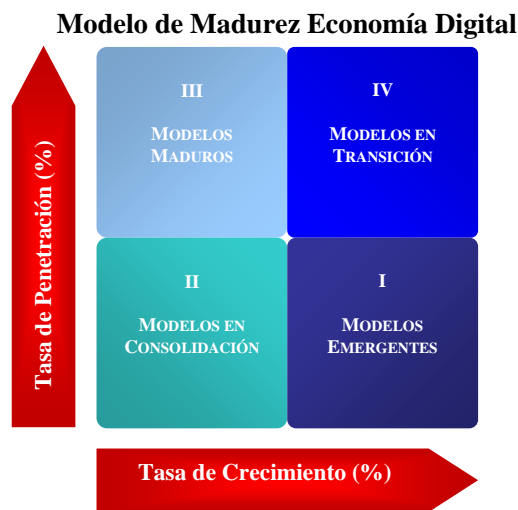 Modelo de Madurez Economía Digital
III
MODELOS
MADUROS
IV
MODELOS EN
TRANSICIÓN
Tasa de Penetración (%)
II
MODELOS EN
CONSOLIDACIÓN
I
MODELOS
EMERGENTES
Tasa de Crecimiento (%)